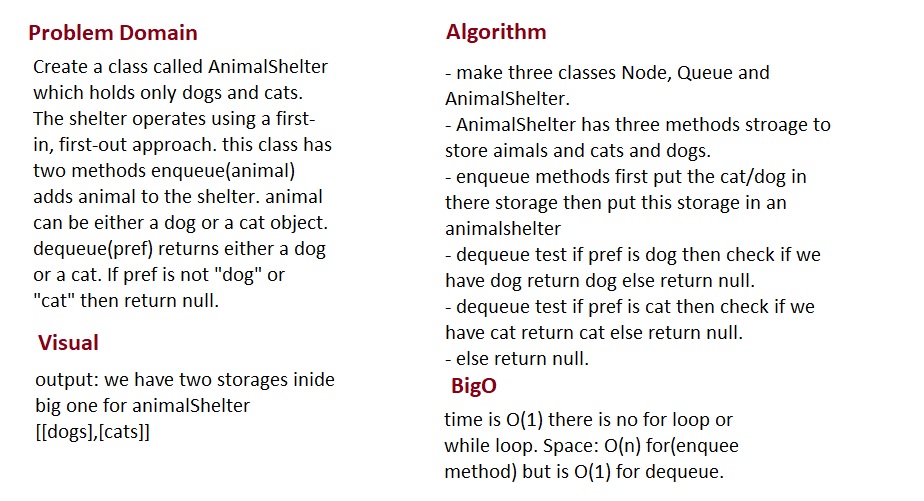 Problem Domain
Create a class called AnimalShelter
which holds only dogs and cats.
The shelter operates using a first-
in, first-out approach. this class has
two methods enqueue(animal)
adds animal to the shelter. animal
can be either a dog or a cat object.
dequeue(pref) returns either a dog
or a cat. If pref is not "dog" or
"cat" then return null.
Visual
output: we have two storages inide
big one for animalShelter
[[dogs],[cats]]
Algorithm
- make three classes Node, Queue and
AnimalShelter.
- AnimalShelter has three methods stroage to
store aimals and cats and dogs.
- enqueue methods first put the cat/dog in
there storage then put this storage in an
animalshelter
- dequeue test if pref is dog then check if we
have dog return dog else return null.
- dequeue test if pref is cat then check if we
have cat return cat else return null.
- else return null.
BigO
time is O(1) there is no for loop or
while loop. Space: O(n) for(enquee
method) but is O(1) for dequeue.